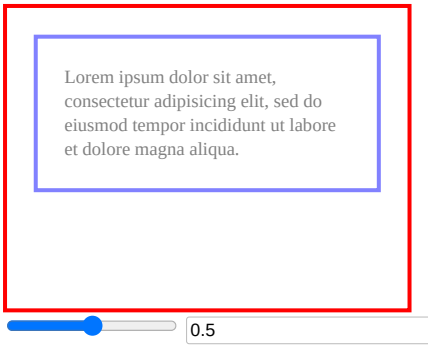 Lorem ipsum dolor sit amet,
consectetur adipisicing elit, sed do
eiusmod tempor incididunt ut labore
et dolore magna aliqua.
0.5